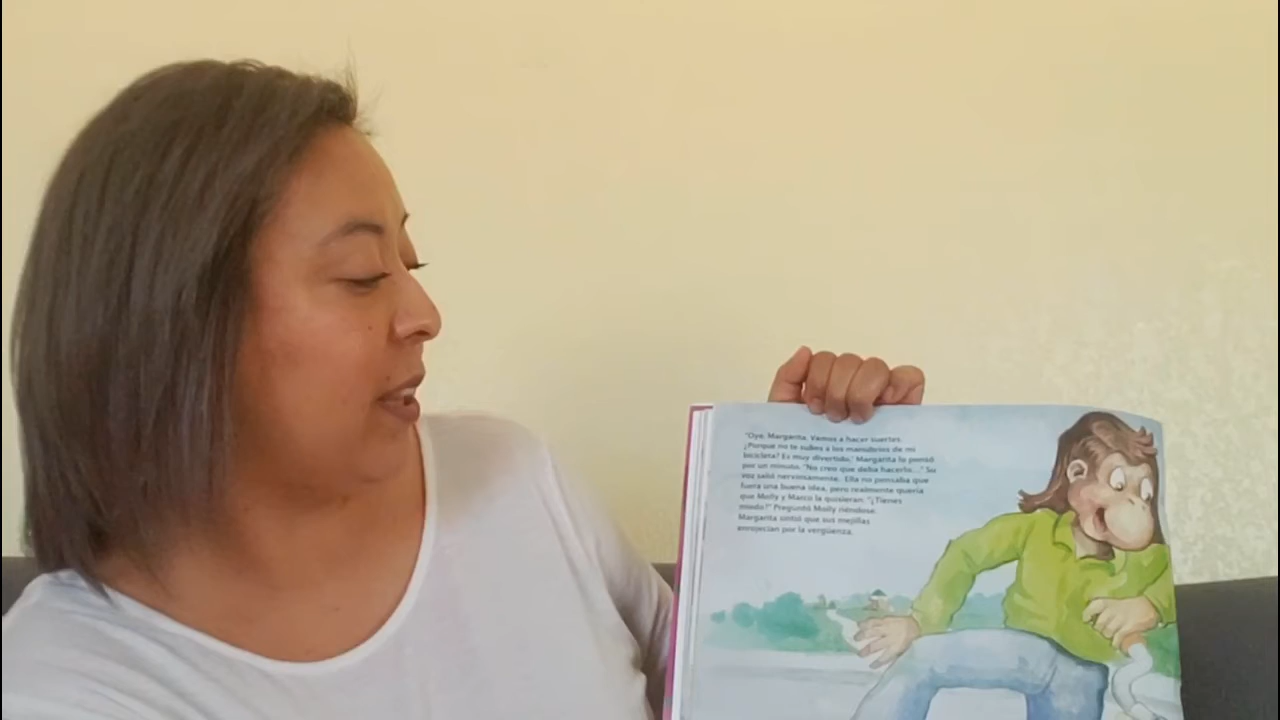 "Oye, Margarita. Vamos a hacer suertes.
¿Porque no te subes a los manubrios de mi
bicicleta? Es muy divertido." Margarita lo pensó
por un minuto. "No creo que deba hacerlo..." Su
voz salió nerviosamente. Ella no pensaba que
fuera una buena idea, pero realmente quería
que Molly y Marco la quisieran. "¿Tienes
miedo?" Preguntó Molly riéndose.
Margarita sintió que sus mejillas
enrojecían por la vergüenza.